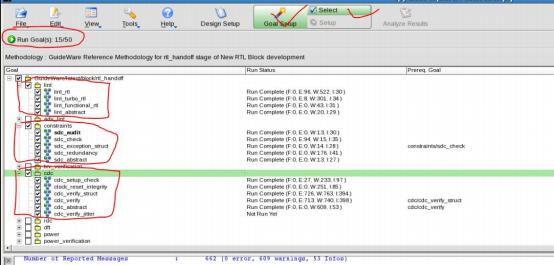 File Edit View Tools Help Design Setup Goal Setup Select Setup Analyze Results
Run Goal(s): 15/50
Methodology : GuideWare Reference Methodology for rtl_handoff stage of New RTL Block development
Goal Run Status Prereq. Goal
GuideWare/latest/block/rtl_handoff
lint
lint_rtl Run Complete (F:0, E:96, W:522, I:30)
lint_turbo_rtl Run Complete (F:0, E:8, W:301, I:34)
lint_functional_rtl Run Complete (F:0, E:0, W:43, I:31)
lint_abstract Run Complete (F:0, E:0, W:20, I:29)
adv_lint
constraints
sdc_audit Run Complete (F:0, E:0, W:13, I:30)
sdc_check Run Complete (F:0, E:94, W:15, I:35)
sdc_exception_struct Run Complete (F:0, E:0, W:14, I:28) constraints/sdc_check
sdc_redundancy Run Complete (F:0, E:0, W:176, I:41)
sdc_abstract Run Complete (F:0, E:0, W:13, I:27)
txv_verification
cdc
cdc_setup_check Run Complete (F:0, E:27, W:233, I:97)
clock_reset_integrity Run Complete (F:0, E:0, W:251, I:85)
cdc_verify_struct Run Complete (F:0, E:726, W:763, I:394)
cdc_verify Run Complete (F:0, E:713, W:740, I:398) cdc/cdc_verify_struct
cdc_abstract Run Complete (F:0, E:0, W:609, I:53) cdc/cdc_verify
cdc_verify_jitter Not Run Yet
rdc
dft
power
power_verification
Number of Reported Messages : 662 (0 error, 609 warnings, 53 Infos)